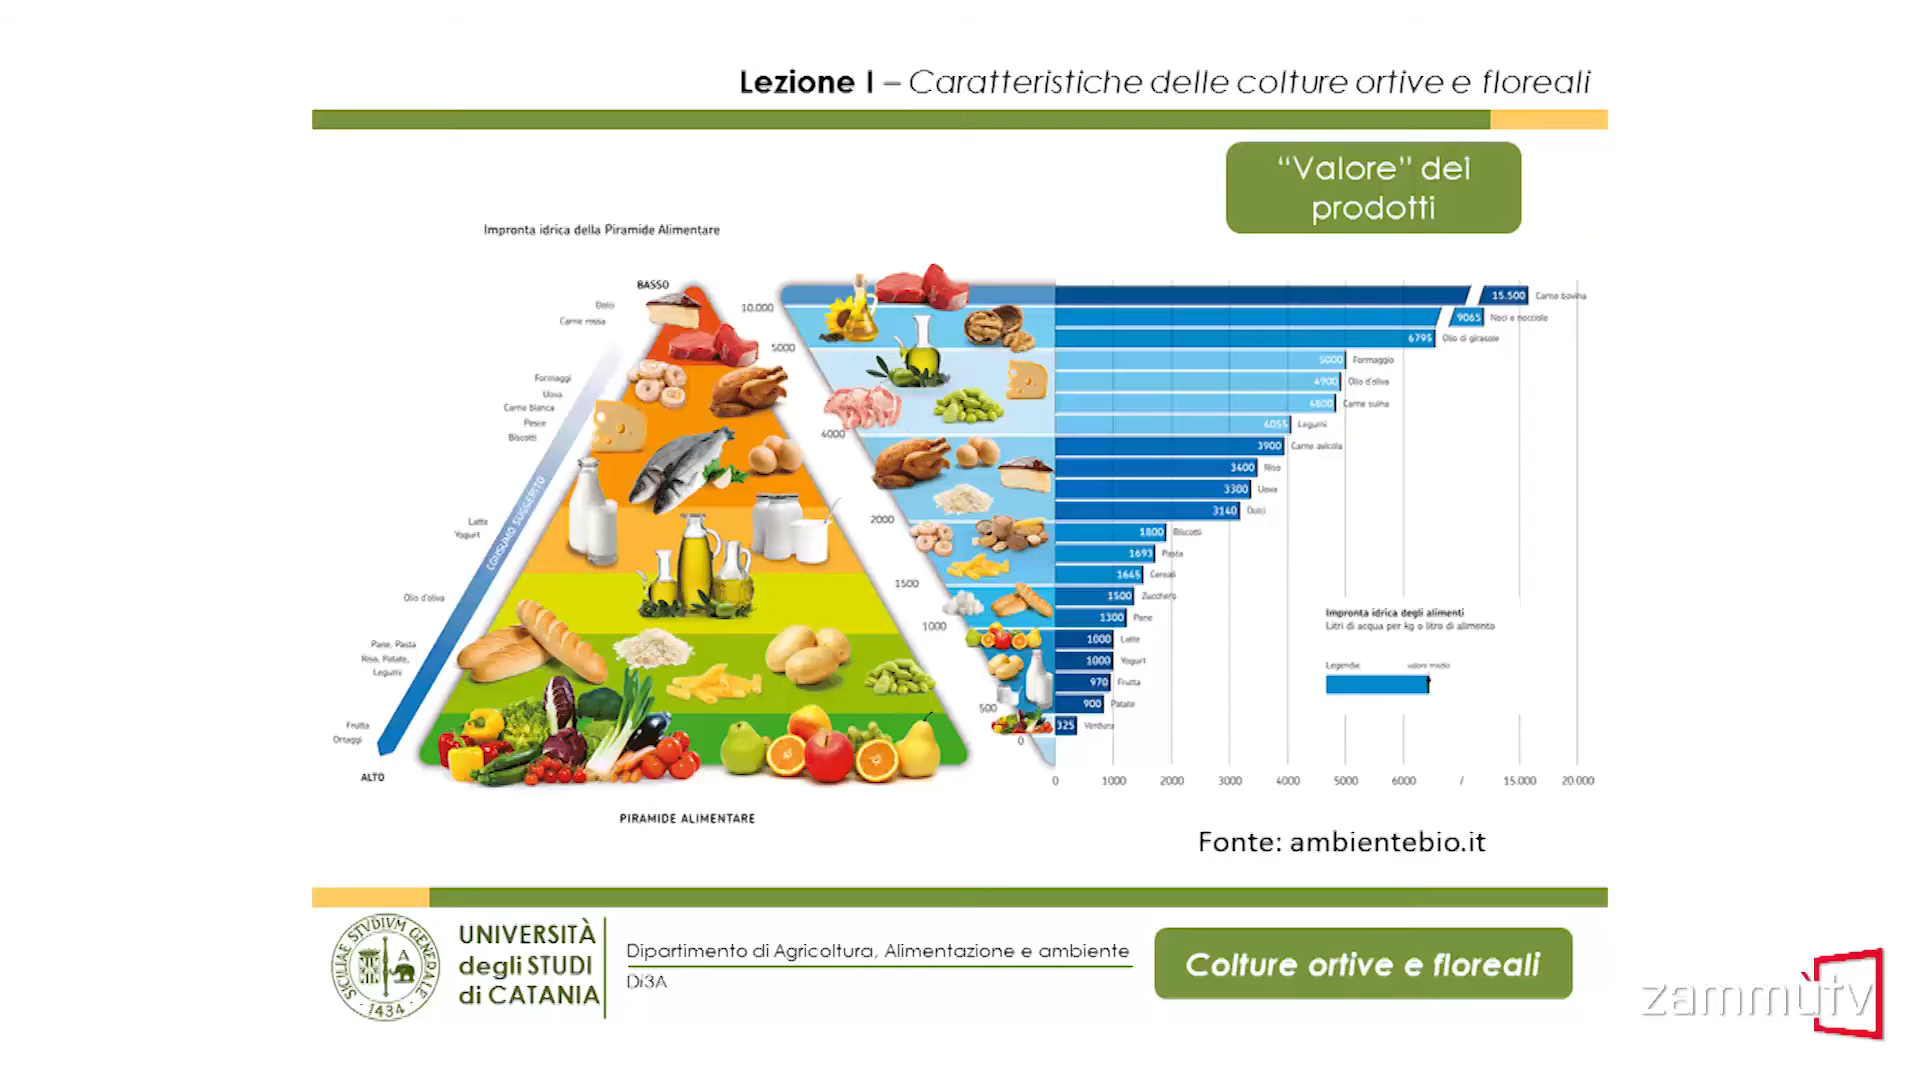 Lezione I – Caratteristiche delle colture ortive e floreali
“Valore” dei
prodotti
Impronta idrica della Piramide Alimentare
BASSO
Dolci
Carne rossa
Formaggi
Uova
Carne bianca
Pesce
Biscotti
CONSUMO SUGGERITO
Latte
Yogurt
Olio d'oliva
Pane, Pasta
Riso, Patate,
Legumi
Frutta
Ortaggi
ALTO
PIRAMIDE ALIMENTARE
10.000
5000
4000
2000
1500
1000
500
0
15.500 Carne bovina
9065 Noci e nocciole
6795 Olio di girasole
5000 Formaggio
4900 Olio d'oliva
4800 Carne suina
4055 Legumi
3900 Carne avicola
3400 Riso
3300 Uova
3140 Dolci
1800 Biscotti
1693 Pasta
1645 Cereali
1500 Zucchero
1300 Pane
1000 Latte
1000 Yogurt
970 Frutta
900 Patate
325 Verdura
0 1000 2000 3000 4000 5000 6000 / 15.000 20.000
Impronta idrica degli alimenti
Litri di acqua per kg o litro di alimento
Legenda: valore medio
Fonte: ambientebio.it
SICILIAE STVDIVM GENERALE
A
1434
UNIVERSITÀ
degli STUDI
di CATANIA
Dipartimento di Agricoltura, Alimentazione e ambiente
Di3A
Colture ortive e floreali
zammùtv